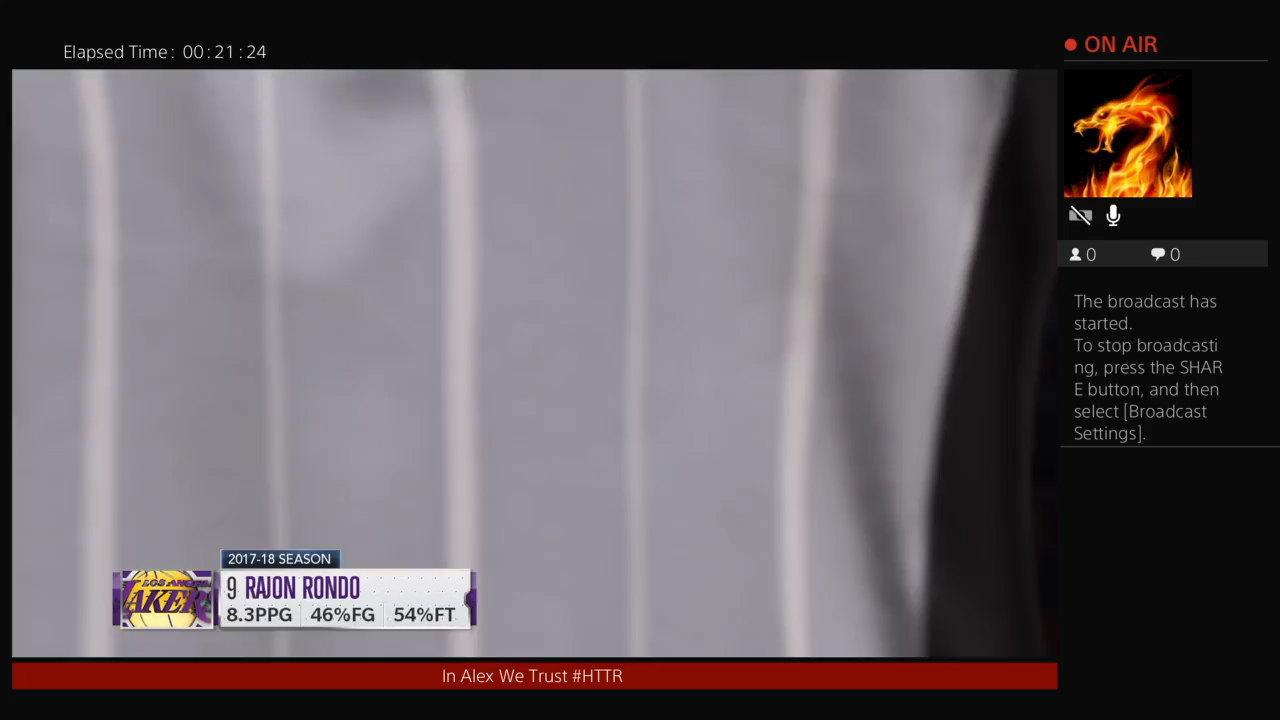 Elapsed Time: 00:21:24
ON AIR
0 0
The broadcast has
started.
To stop broadcasti
ng, press the SHAR
E button, and then
select [Broadcast
Settings].
2017-18 SEASON
LOS ANGELES
LAKERS
9 RAJON RONDO
8.3PPG 46%FG 54%FT
In Alex We Trust #HTTR